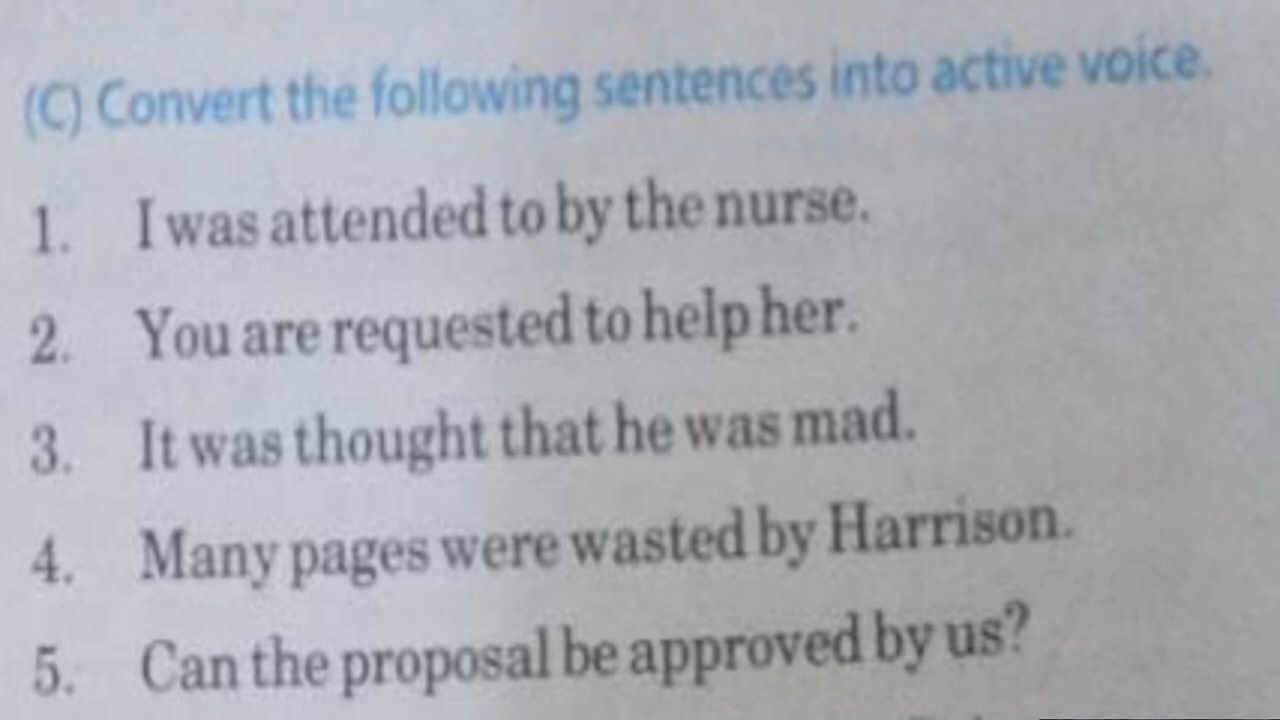 (C) Convert the following sentences into active voice.
1. I was attended to by the nurse.
2. You are requested to help her.
3. It was thought that he was mad.
4. Many pages were wasted by Harrison.
5. Can the proposal be approved by us?